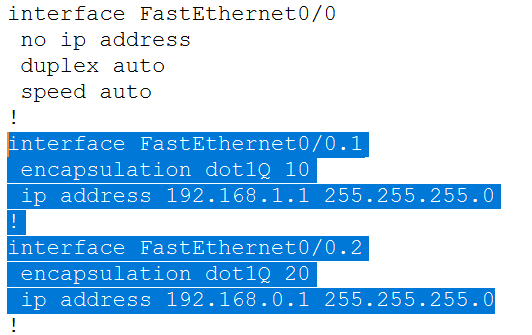 interface FastEthernet0/0
 no ip address
 duplex auto
 speed auto
!
interface FastEthernet0/0.1
 encapsulation dot1Q 10
 ip address 192.168.1.1 255.255.255.0
!
interface FastEthernet0/0.2
 encapsulation dot1Q 20
 ip address 192.168.0.1 255.255.255.0
!